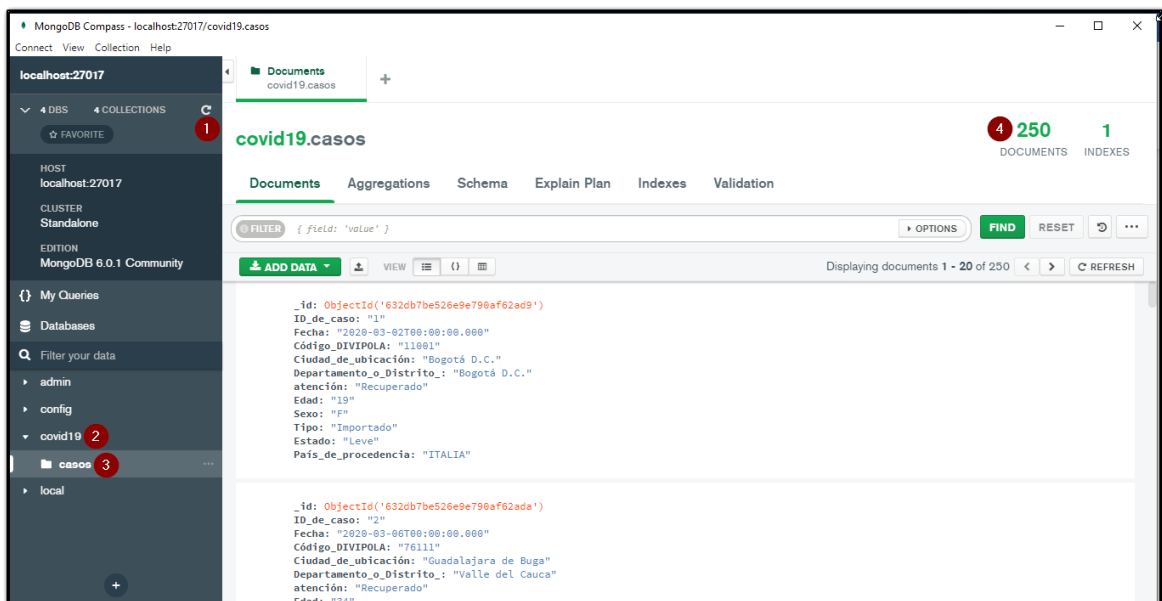 MongoDB Compass - localhost:27017/covid19.casos
Connect View Collection Help
localhost:27017
4 DBS 4 COLLECTIONS
1
FAVORITE
HOST
localhost:27017
CLUSTER
Standalone
EDITION
MongoDB 6.0.1 Community
{} My Queries
Databases
Filter your data
admin
config
covid19 2
casos 3 ...
local
+
Documents
covid19.casos
+
covid19.casos
4 250
DOCUMENTS
1
INDEXES
Documents Aggregations Schema Explain Plan Indexes Validation
FILTER { field: 'value' } OPTIONS FIND RESET ...
ADD DATA VIEW {} Displaying documents 1 - 20 of 250 < > REFRESH
_id: ObjectId('632db7be526e9e790af62ad9')
ID_de_caso: "1"
Fecha: "2020-03-02T00:00:00.000"
Código_DIVIPOLA: "11001"
Ciudad_de_ubicación: "Bogotá D.C."
Departamento_o_Distrito_: "Bogotá D.C."
atención: "Recuperado"
Edad: "19"
Sexo: "F"
Tipo: "Importado"
Estado: "Leve"
País_de_procedencia: "ITALIA"
_id: ObjectId('632db7be526e9e790af62ada')
ID_de_caso: "2"
Fecha: "2020-03-06T00:00:00.000"
Código_DIVIPOLA: "76111"
Ciudad_de_ubicación: "Guadalajara de Buga"
Departamento_o_Distrito_: "Valle del Cauca"
atención: "Recuperado"
Edad: "34"